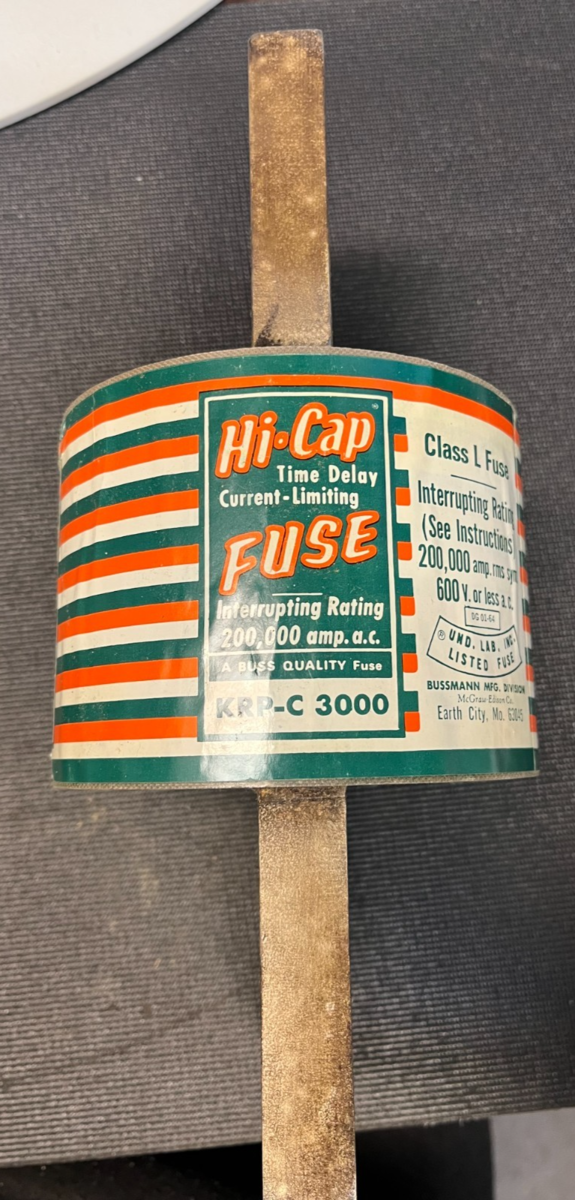 Hi-Cap
®
Time Delay
Current-Limiting
FUSE
Interrupting Rating
200,000 amp. a.c.
A BUSS QUALITY Fuse
KRP-C 3000
Class L Fuse
Interrupting Rating
(See Instructions)
200,000 amp. rms sym
600 V. or less a.c.
® UND. LAB. INC.
LISTED FUSE
BUSSMANN MFG. DIVISION
McGraw-Edison Co.
Earth City, Mo. 63045